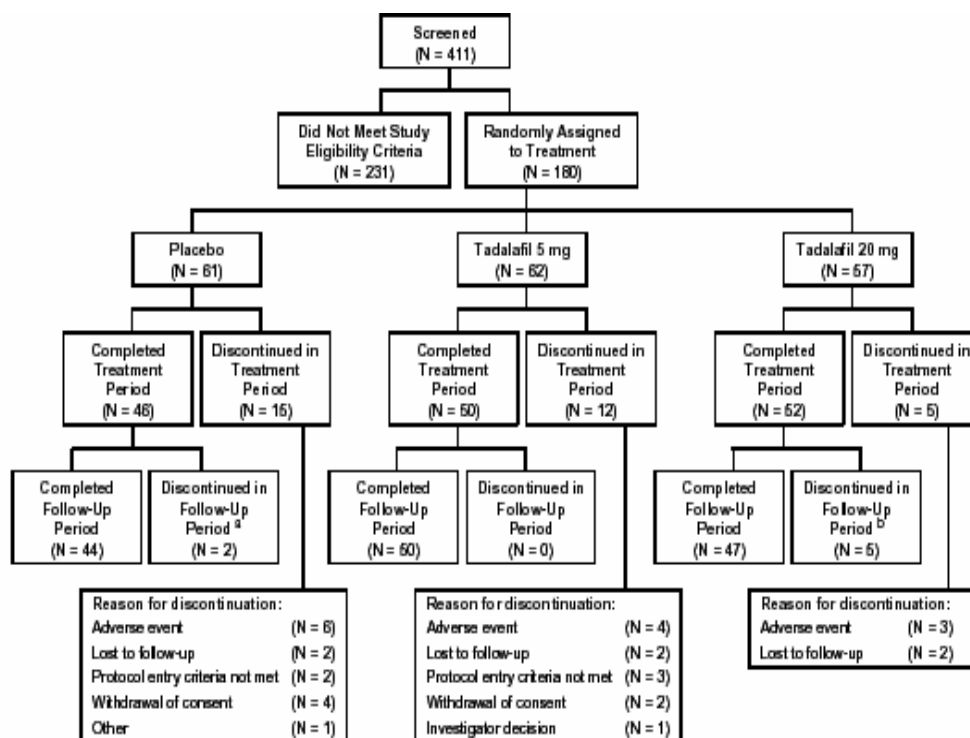 Screened
(N = 411)
Did Not Meet Study
Eligibility Criteria
(N = 231)
Randomly Assigned
to Treatment
(N = 180)
Placebo
(N = 61)
Tadalafil 5 mg
(N = 62)
Tadalafil 20 mg
(N = 57)
Completed
Treatment
Period
(N = 46)
Discontinued in
Treatment
Period
(N = 15)
Completed
Treatment
Period
(N = 50)
Discontinued in
Treatment
Period
(N = 12)
Completed
Treatment
Period
(N = 52)
Discontinued in
Treatment
Period
(N = 5)
Completed
Follow-Up
Period
(N = 44)
Discontinued in
Follow-Up
Period a
(N = 2)
Completed
Follow-Up
Period
(N = 50)
Discontinued in
Follow-Up
Period
(N = 0)
Completed
Follow-Up
Period
(N = 47)
Discontinued in
Follow-Up
Period b
(N = 5)
Reason for discontinuation:
Adverse event (N = 6)
Lost to follow-up (N = 2)
Protocol entry criteria not met (N = 2)
Withdrawal of consent (N = 4)
Other (N = 1)
Reason for discontinuation:
Adverse event (N = 4)
Lost to follow-up (N = 2)
Protocol entry criteria not met (N = 3)
Withdrawal of consent (N = 2)
Investigator decision (N = 1)
Reason for discontinuation:
Adverse event (N = 3)
Lost to follow-up (N = 2)